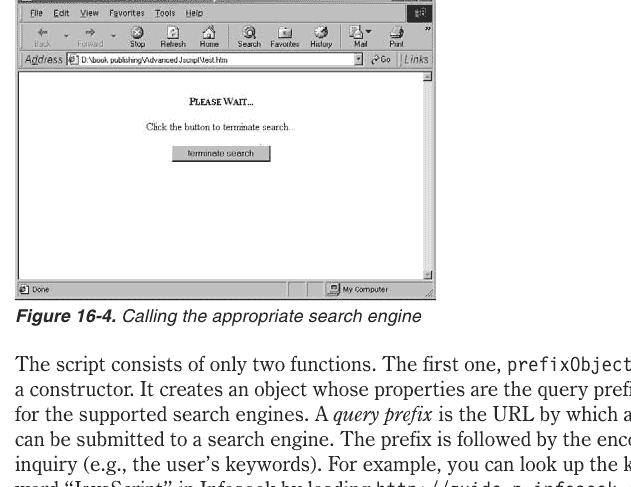 File Edit View Favorites Tools Help
Back Forward Stop Refresh Home Search Favorites History Mail Print »
Address D:\book publishing\Advanced Jscript\test.htm Go Links
PLEASE WAIT...
Click the button to terminate search...
terminate search
Done My Computer
Figure 16-4. Calling the appropriate search engine
The script consists of only two functions. The first one, prefixObject
a constructor. It creates an object whose properties are the query prefi
for the supported search engines. A query prefix is the URL by which a
can be submitted to a search engine. The prefix is followed by the enco
inquiry (e.g., the user's keywords). For example, you can look up the k
word "JavaScript" in Infoseek by loading